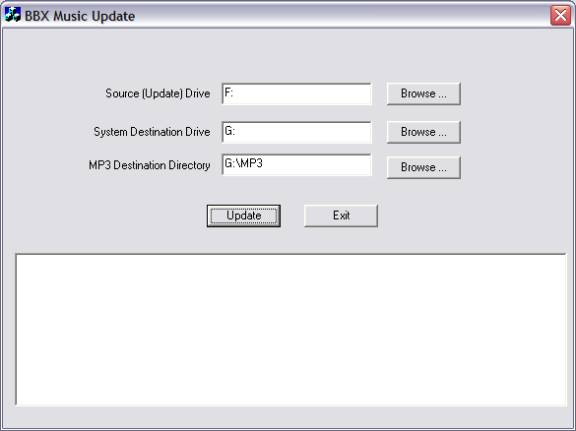 BBX Music Update
Source (Update) Drive F: Browse ...
System Destination Drive G: Browse ...
MP3 Destination Directory G:\MP3 Browse ...
Update Exit